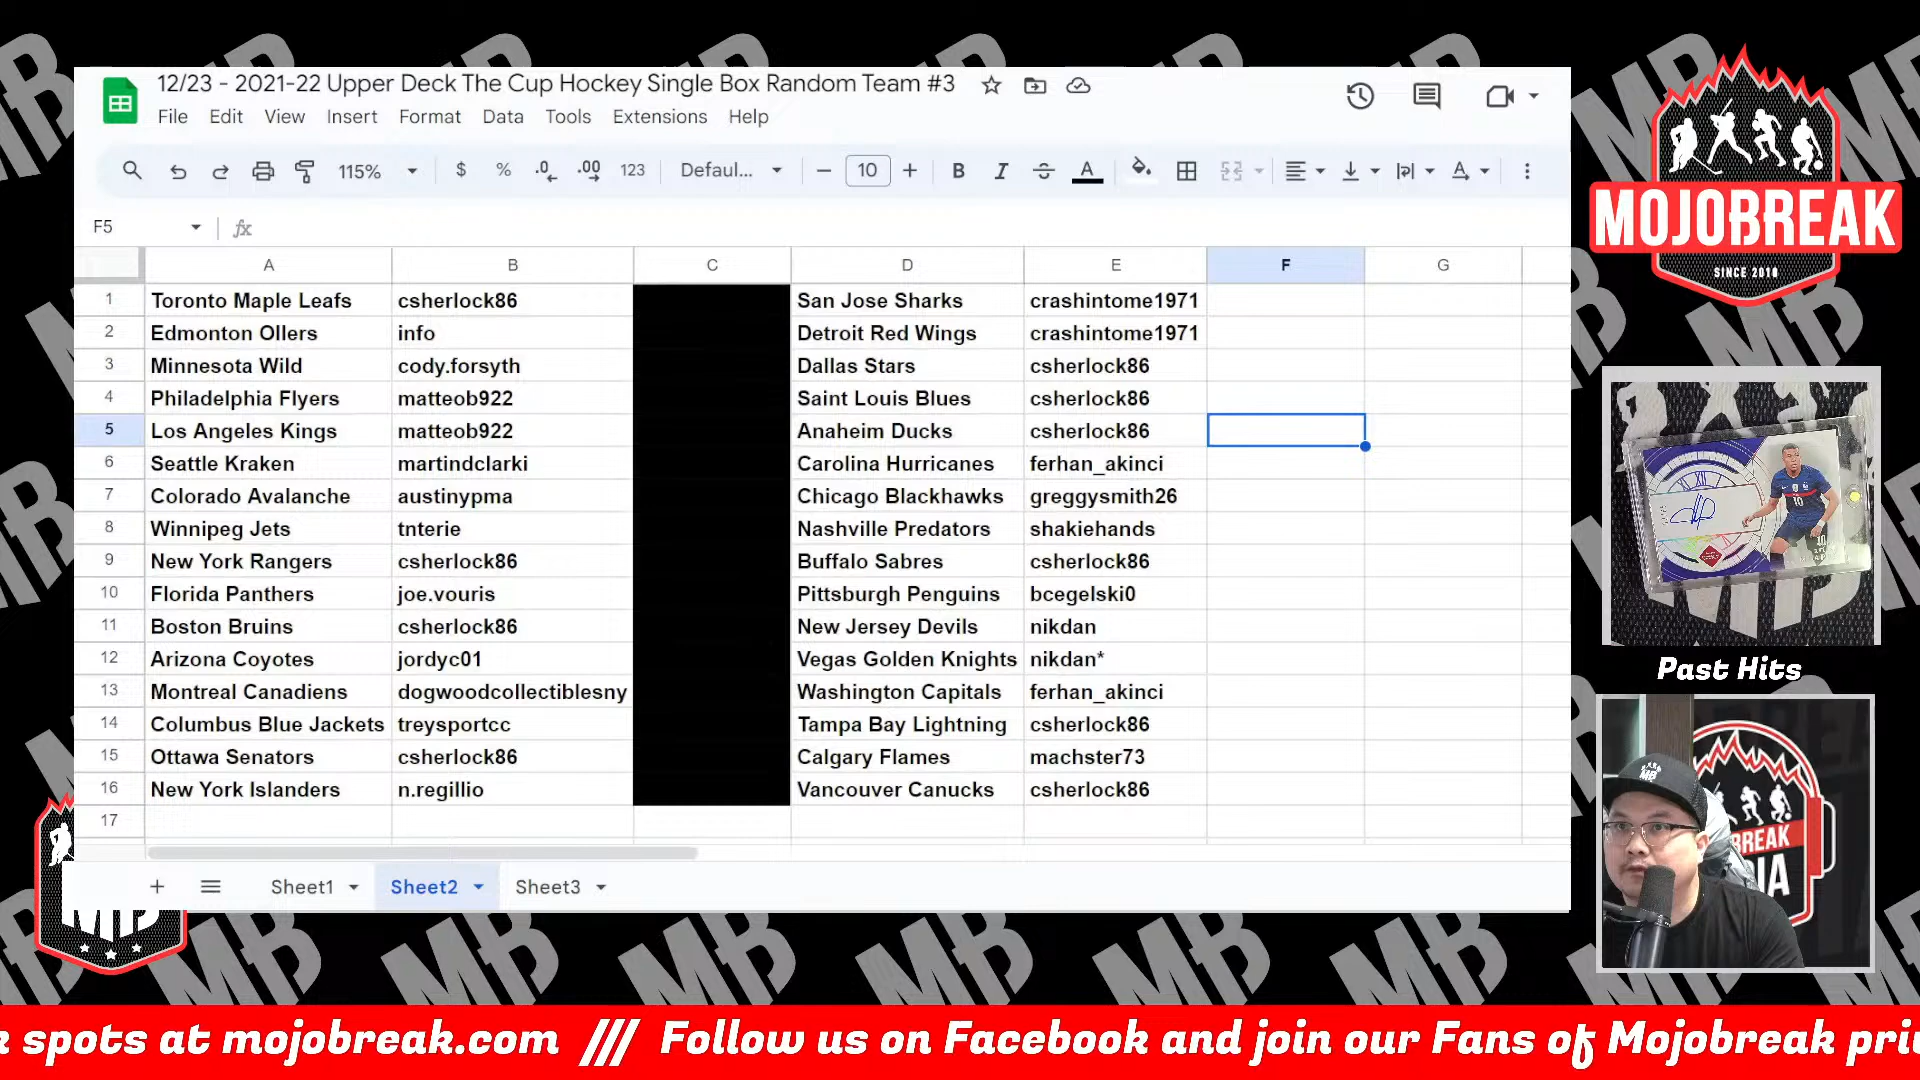 12/23 - 2021-22 Upper Deck The Cup Hockey Single Box Random Team #3
File Edit View Insert Format Data Tools Extensions Help
115% $ % .0 .00 123 Defaul... 10 B I S A
F5 fx
A B C D E F G
1 Toronto Maple Leafs csherlock86 San Jose Sharks crashintome1971
2 Edmonton Ollers info Detroit Red Wings crashintome1971
3 Minnesota Wild cody.forsyth Dallas Stars csherlock86
4 Philadelphia Flyers matteob922 Saint Louis Blues csherlock86
5 Los Angeles Kings matteob922 Anaheim Ducks csherlock86
6 Seattle Kraken martindclarki Carolina Hurricanes ferhan_akinci
7 Colorado Avalanche austinypma Chicago Blackhawks greggysmith26
8 Winnipeg Jets tnterie Nashville Predators shakiehands
9 New York Rangers csherlock86 Buffalo Sabres csherlock86
10 Florida Panthers joe.vouris Pittsburgh Penguins bcegelski0
11 Boston Bruins csherlock86 New Jersey Devils nikdan
12 Arizona Coyotes jordyc01 Vegas Golden Knights nikdan*
13 Montreal Canadiens dogwoodcollectiblesny Washington Capitals ferhan_akinci
14 Columbus Blue Jackets treysportcc Tampa Bay Lightning csherlock86
15 Ottawa Senators csherlock86 Calgary Flames machster73
16 New York Islanders n.regillio Vancouver Canucks csherlock86
17
Sheet1 Sheet2 Sheet3
MOJOBREAK
SINCE 2010
Past Hits
MB
BREAK
IA
k spots at mojobreak.com /// Follow us on Facebook and join our Fans of Mojobreak pri